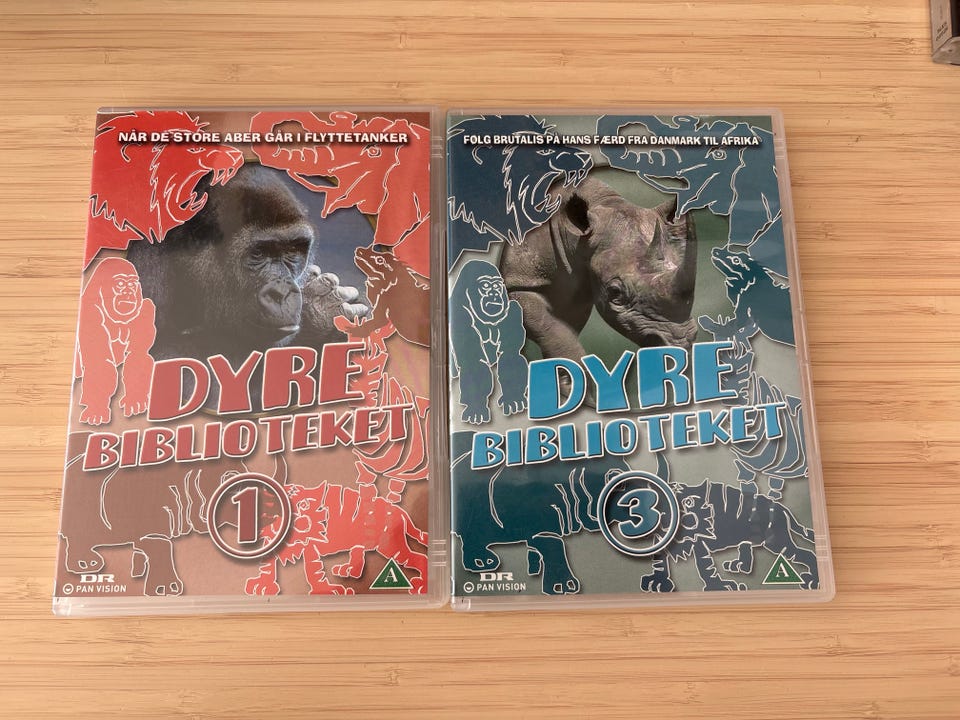 NÅR DE STORE ABER GÅR I FLYTTETANKER
DYRE
BIBLIOTEKET
1
DR
PAN VISION
A
FØLG BRUTALIS PÅ HANS FÆRD FRA DANMARK TIL AFRIKA
DYRE
BIBLIOTEKET
3
DR
PAN VISION
A